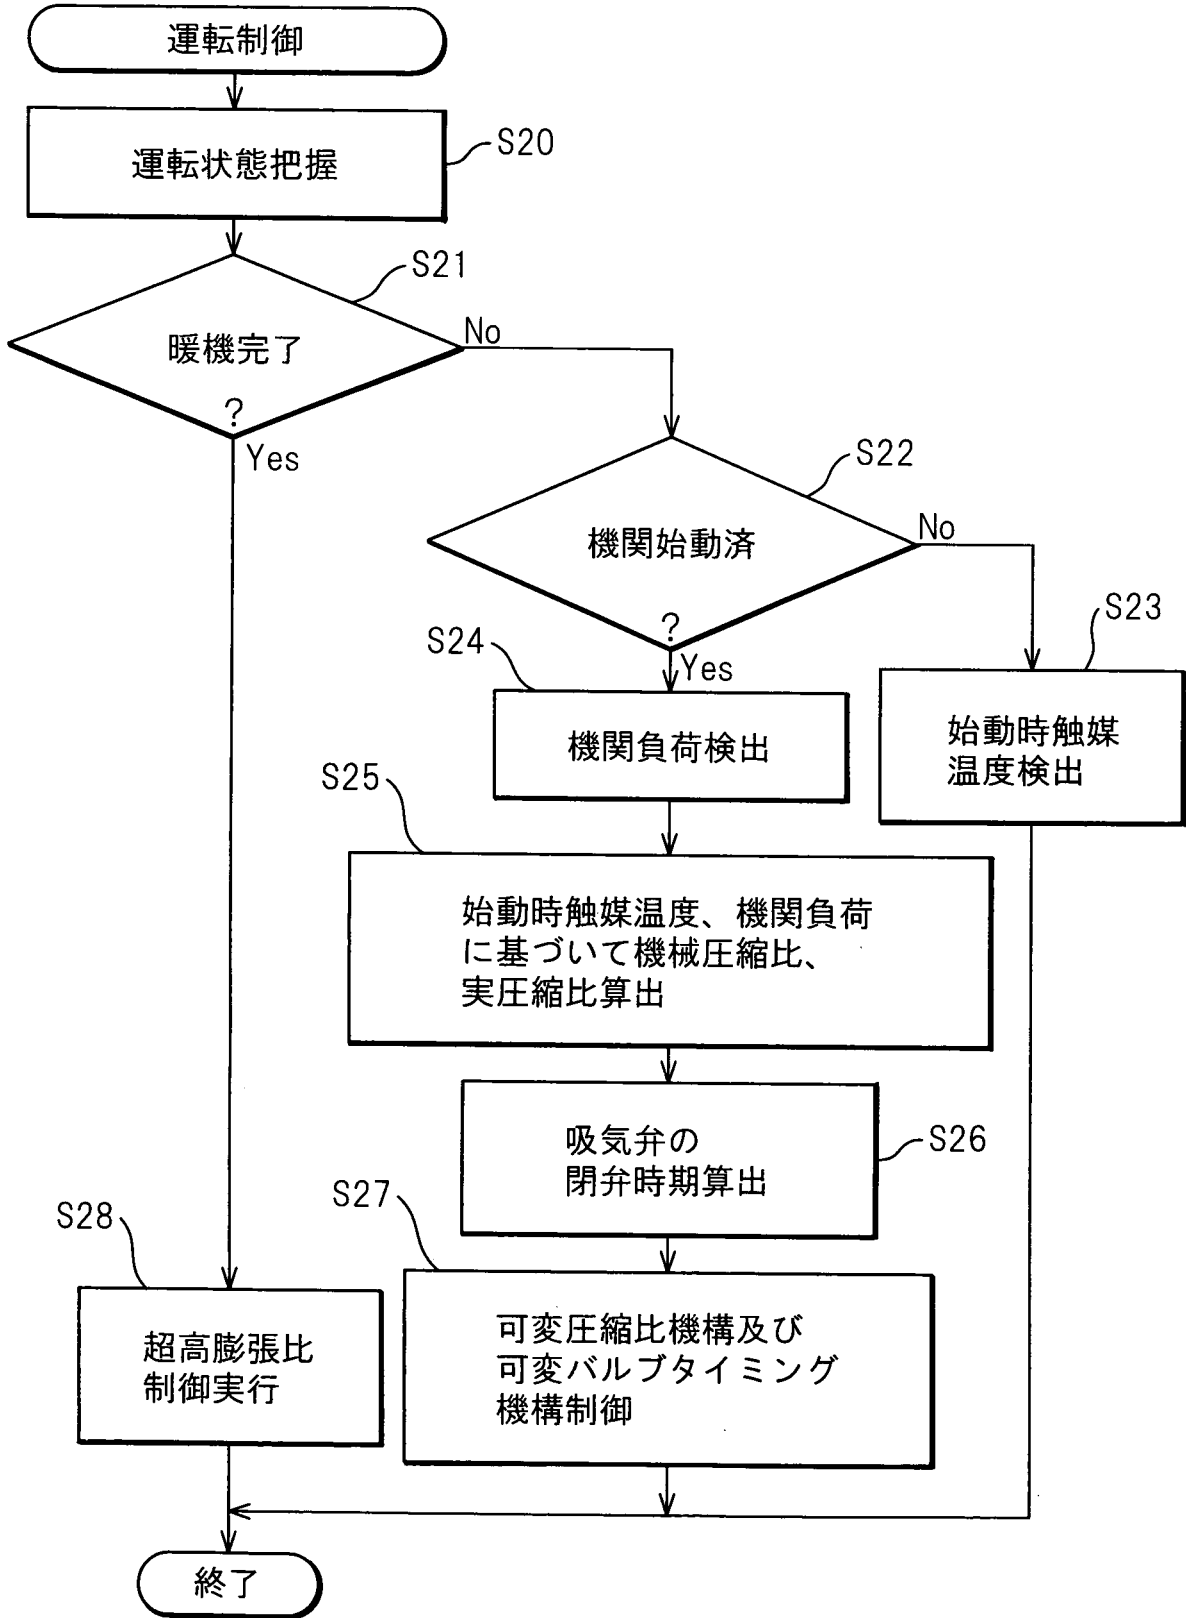 運転制御
運転状態把握
S20
暖機完了
?
S21
No
Yes
機関始動済
?
S22
No
Yes
S23
始動時触媒
温度検出
S24
機関負荷検出
S25
始動時触媒温度、機関負荷
に基づいて機械圧縮比、
実圧縮比算出
吸気弁の
閉弁時期算出
S26
S27
可変圧縮比機構及び
可変バルブタイミング
機構制御
S28
超高膨張比
制御実行
終了